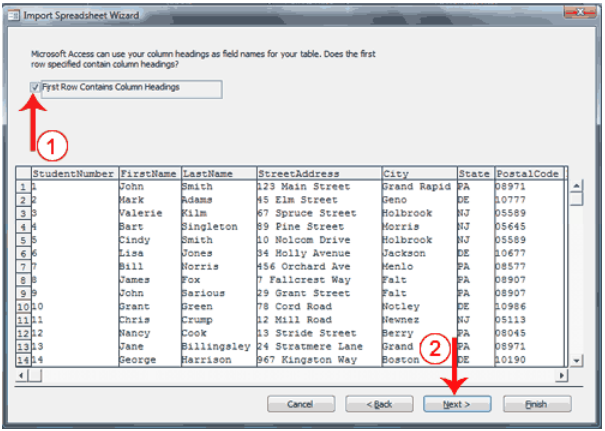 Import Spreadsheet Wizard
Microsoft Access can use your column headings as field names for your table. Does the first
row specified contain column headings?
First Row Contains Column Headings
1
StudentNumber FirstName LastName StreetAddress City State PostalCode
1 1 John Smith 123 Main Street Grand Rapid PA 08971
2 2 Mark Adams 45 Elm Street Geno DE 10777
3 3 Valerie Kilm 67 Spruce Street Holbrook NJ 05589
4 4 Bart Singleton 89 Pine Street Morris NJ 05645
5 5 Cindy Smith 10 Nolcom Drive Holbrook NJ 05589
6 6 Lisa Jones 34 Holly Avenue Jackson DE 10677
7 7 Bill Norris 456 Orchard Ave Menlo PA 08577
8 8 James Fox 7 Fallcrest Way Falt PA 08907
9 9 John Sarious 29 Grant Street Falt PA 08907
10 10 Grant Green 78 Cord Road Notley DE 10986
11 11 Chris Crump 12 Mill Road Newnez NJ 05113
12 12 Nancy Cook 13 Stride Street Berry PA 08045
13 13 Jane Billingsley 24 Stratmere Lane Grand PA 08971
14 14 George Harrison 967 Kingston Way Boston DE 10190
2
Cancel < Back Next > Finish